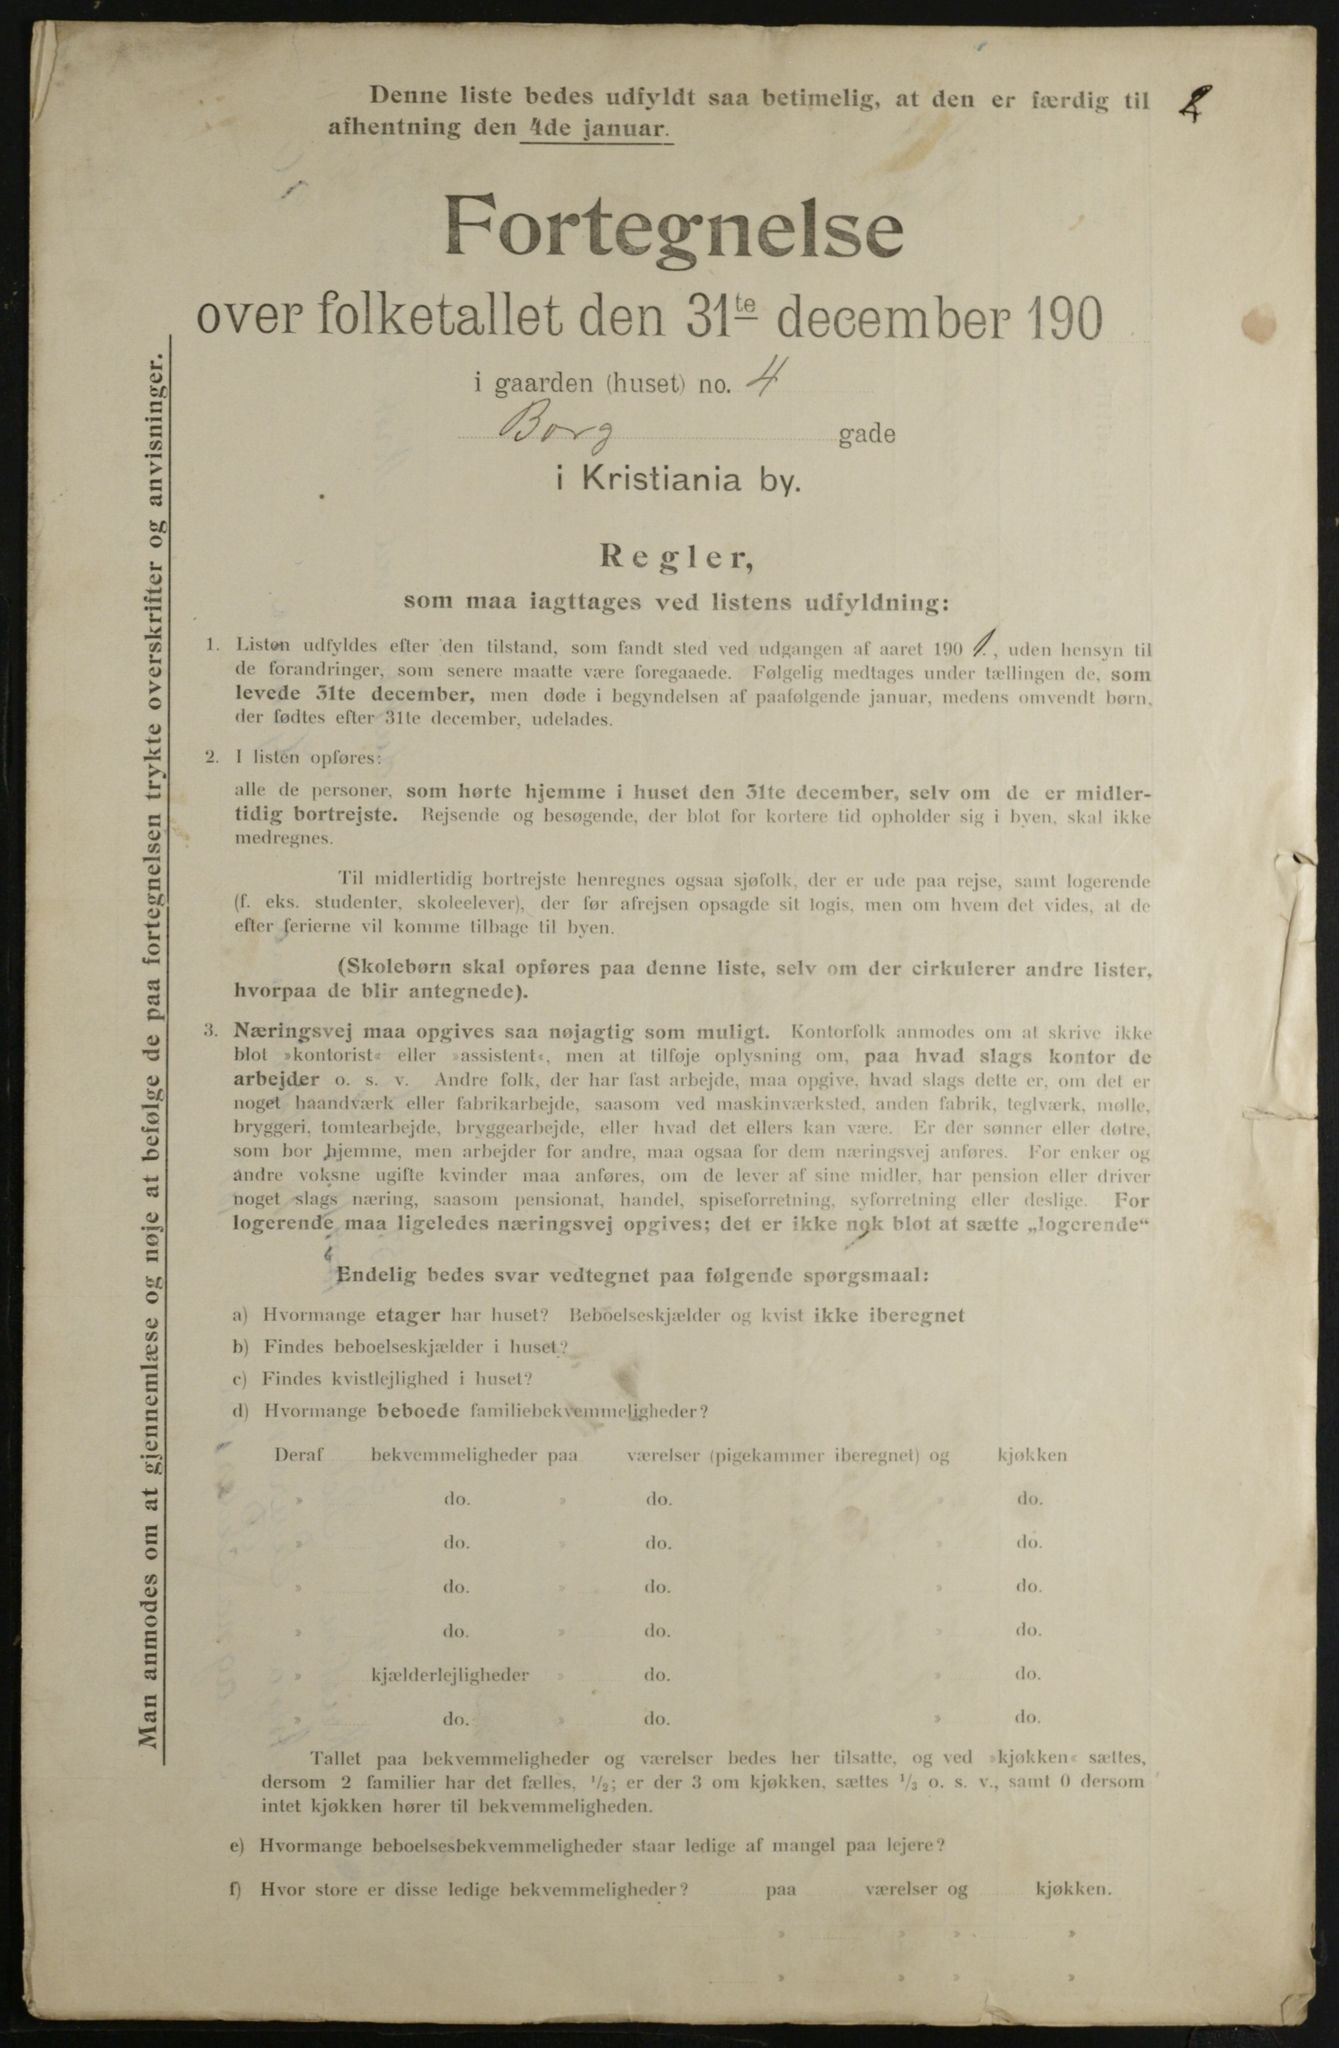 Denne liste bedes udfyldt saa betimelig, at den er færdig til
afhentning den 4de januar.
Fortegnelse
over folketallet den 31te december 190
i gaarden (huset) no. 4
Borg gade
i Kristiania by.
Regler,
som maa iagttages ved listens udfyldning:
1. Listen udfyldes efter den tilstand, som fandt sted ved udgangen af aaret 190 1., uden hensyn til
de forandringer, som senere maatte være foregaaede. Følgelig medtages under tællingen de, som
levede 31te december, men døde i begyndelsen af paafølgende januar, medens omvendt børn,
der fødtes efter 31te december, udelades.
2. I listen opføres:
alle de personer, som hørte hjemme i huset den 31te december, selv om de er midler-
tidig bortrejste. Rejsende og besøgende, der blot for kortere tid opholder sig i byen, skal ikke
medregnes.
Til midlertidig bortrejste henregnes ogsaa sjøfolk, der er ude paa rejse, samt logerende
(f. eks. studenter, skoleelever), der før afrejsen opsagde sit logis, men om hvem det vides, at de
efter ferierne vil komme tilbage til byen.
(Skolebørn skal opføres paa denne liste, selv om der cirkulerer andre lister,
hvorpaa de blir antegnede).
3. Næringsvej maa opgives saa nøjagtig som muligt. Kontorfolk anmodes om at skrive ikke
blot »kontorist« eller »assistent«, men at tilføje oplysning om, paa hvad slags kontor de
arbejder o. s. v. Andre folk, der har fast arbejde, maa opgive, hvad slags dette er, om det er
noget haandværk eller fabrikarbejde, saasom ved maskinværksted, anden fabrik, teglværk, mølle,
bryggeri, tomtearbejde, bryggearbejde, eller hvad det ellers kan være. Er der sønner eller døtre,
som bor hjemme, men arbejder for andre, maa ogsaa for dem næringsvej anføres. For enker og
andre voksne ugifte kvinder maa anføres, om de lever af sine midler, har pension eller driver
noget slags næring, saasom pensionat, handel, spiseforretning, syforretning eller deslige. For
logerende maa ligeledes næringsvej opgives; det er ikke nok blot at sætte „logerende“
Endelig bedes svar vedtegnet paa følgende spørgsmaal:
a) Hvormange etager har huset? Beboelseskjælder og kvist ikke iberegnet
b) Findes beboelseskjælder i huset?
c) Findes kvistlejlighed i huset?
d) Hvormange beboede familiebekvemmeligheder?
Deraf bekvemmeligheder paa værelser (pigekammer iberegnet) og kjøkken
» do. » do. » do.
» do. » do. » do.
» do. » do. » do.
» do. » do. » do.
» kjælderlejligheder » do. » do.
» do. » do. » do.
Tallet paa bekvemmeligheder og værelser bedes her tilsatte, og ved »kjøkken« sættes,
dersom 2 familier har det fælles, 1/2; er der 3 om kjøkken, sættes 1/3 o. s. v., samt 0 dersom
intet kjøkken hører til bekvemmeligheden.
e) Hvormange beboelsesbekvemmeligheder staar ledige af mangel paa lejere?
f) Hvor store er disse ledige bekvemmeligheder? paa værelser og kjøkken.
» » » »
» » » »
Man anmodes om at gjennemlæse og nøje at befølge de paa fortegnelsen trykte overskrifter og anvisninger.